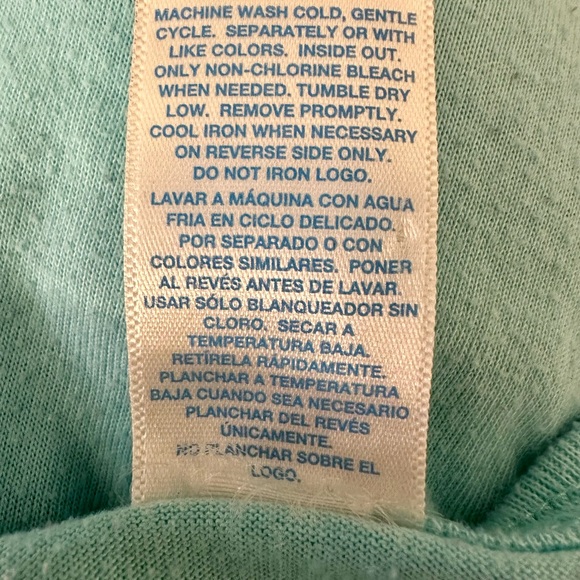 MACHINE WASH COLD, GENTLE
CYCLE. SEPARATELY OR WITH
LIKE COLORS. INSIDE OUT.
ONLY NON-CHLORINE BLEACH
WHEN NEEDED. TUMBLE DRY
LOW. REMOVE PROMPTLY.
COOL IRON WHEN NECESSARY
ON REVERSE SIDE ONLY.
DO NOT IRON LOGO.
LAVAR A MÁQUINA CON AGUA
FRIA EN CICLO DELICADO.
POR SEPARADO O CON
COLORES SIMILARES. PONER
AL REVÉS ANTES DE LAVAR.
USAR SÓLO BLANQUEADOR SIN
CLORO. SECAR A
TEMPERATURA BAJA.
RETÍRELA RÁPIDAMENTE.
PLANCHAR A TEMPERATURA
BAJA CUANDO SEA NECESARIO
PLANCHAR DEL REVÉS
ÚNICAMENTE.
NO PLANCHAR SOBRE EL
LOGO.